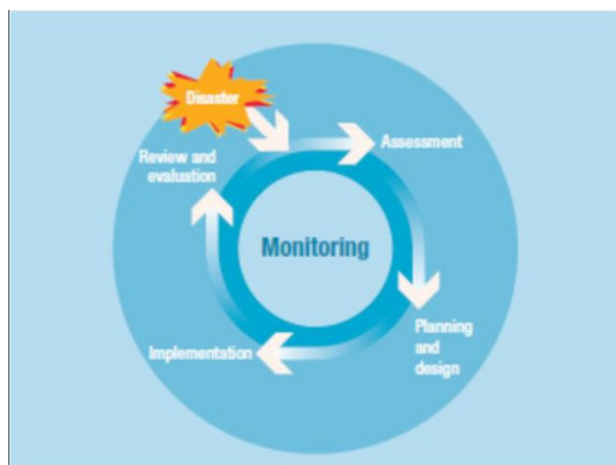 Disaster
Assessment
Review and
evaluation
Monitoring
Planning
and
design
Implementation